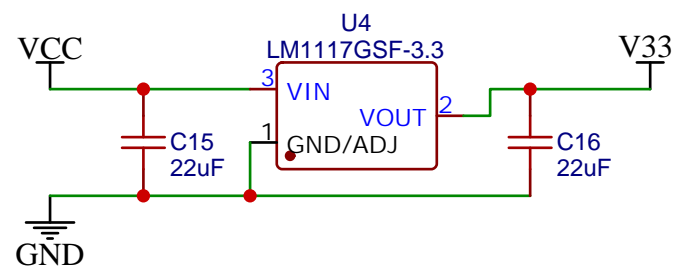 U4
LM1117GSF-3.3
VCC
V33
3
VIN
VOUT
2
1
GND/ADJ
C15
22uF
C16
22uF
GND